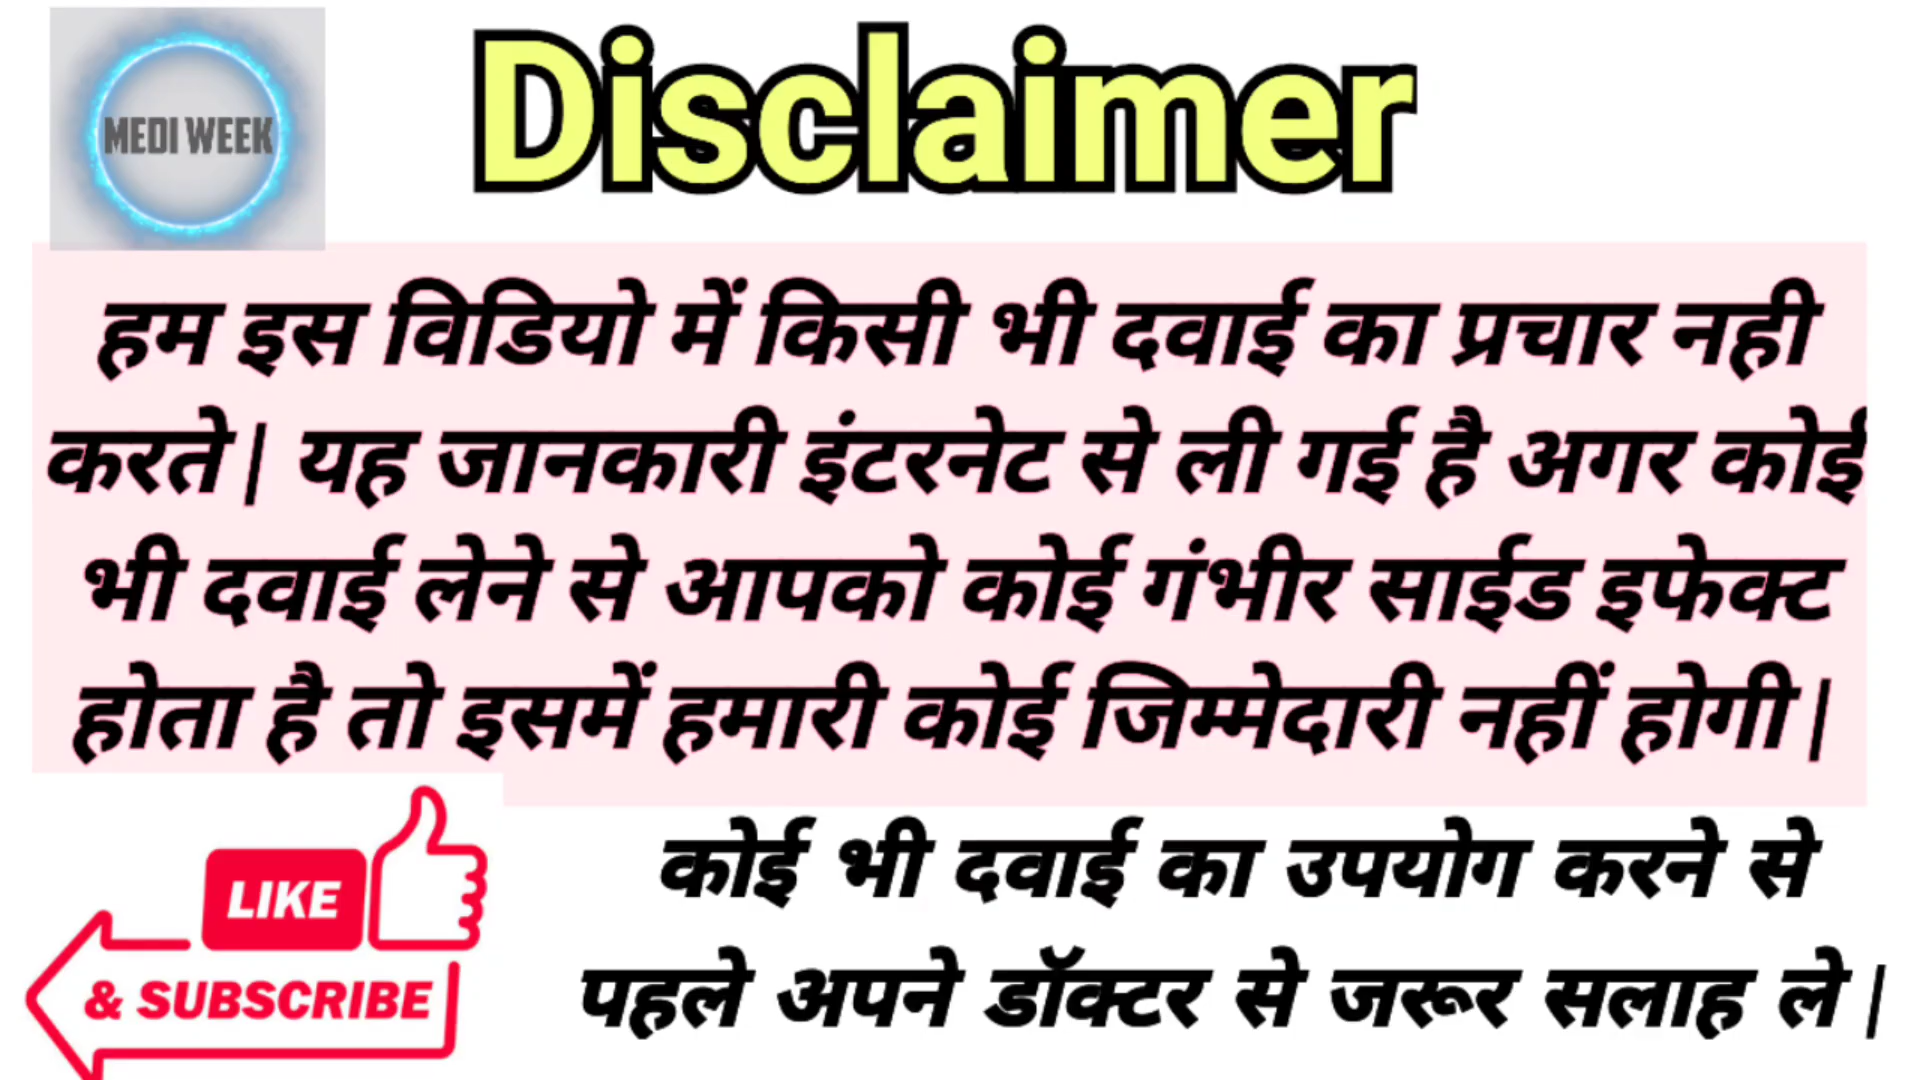 MEDI WEEK
Disclaimer
हम इस विडियो में किसी भी दवाई का प्रचार नही
करते| यह जानकारी इंटरनेट से ली गई है अगर कोई
भी दवाई लेने से आपको कोई गंभीर साईड इफेक्ट
होता है तो इसमें हमारी कोई जिम्मेदारी नहीं होगी|
कोई भी दवाई का उपयोग करने से
पहले अपने डॉक्टर से जरूर सलाह ले|
LIKE
& SUBSCRIBE